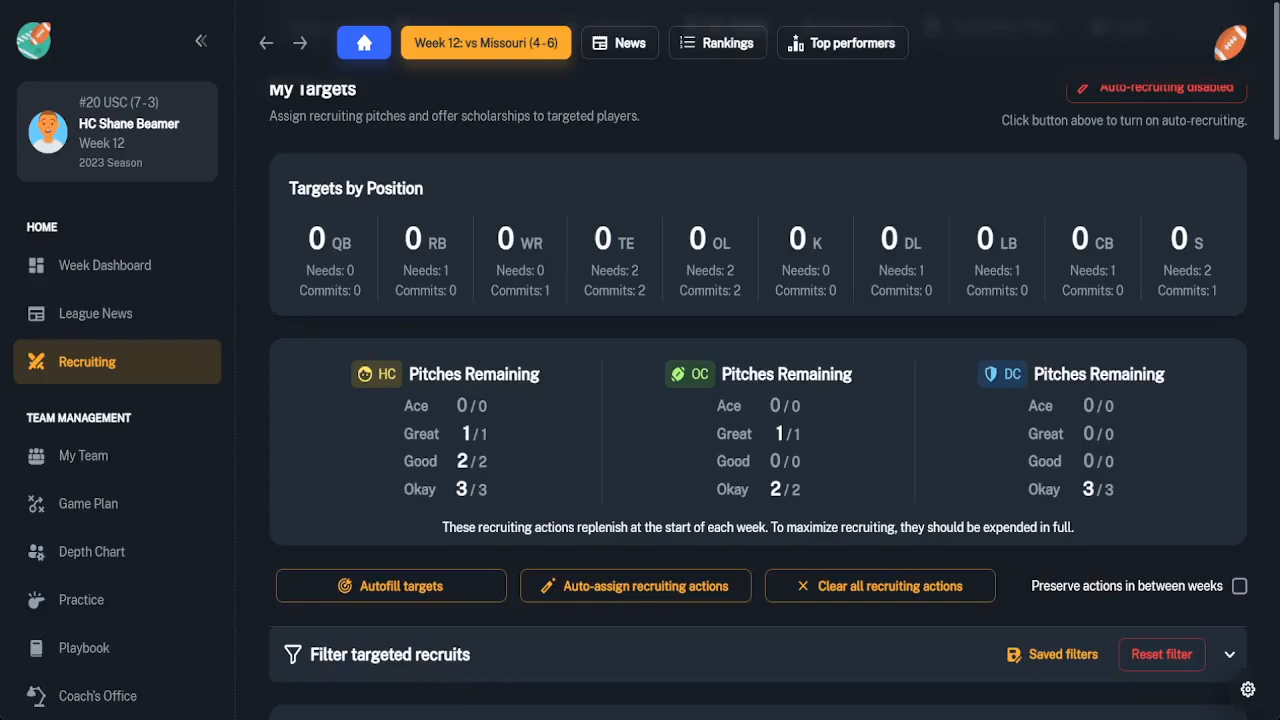 Week 12: vs Missouri (4-6)
News
Rankings
Top performers
#20 USC (7-3)
HC Shane Beamer
Week 12
2023 Season
HOME
Week Dashboard
League News
Recruiting
TEAM MANAGEMENT
My Team
Game Plan
Depth Chart
Practice
Playbook
Coach's Office
My Targets
Auto-recruiting disabled
Assign recruiting pitches and offer scholarships to targeted players.
Click button above to turn on auto-recruiting.
Targets by Position
0 QB
Needs: 0
Commits: 0
0 RB
Needs: 1
Commits: 0
0 WR
Needs: 0
Commits: 1
0 TE
Needs: 2
Commits: 2
0 OL
Needs: 2
Commits: 2
0 K
Needs: 0
Commits: 0
0 DL
Needs: 1
Commits: 0
0 LB
Needs: 1
Commits: 0
0 CB
Needs: 1
Commits: 0
0 S
Needs: 2
Commits: 1
HC Pitches Remaining
Ace 0 / 0
Great 1 / 1
Good 2 / 2
Okay 3 / 3
OC Pitches Remaining
Ace 0 / 0
Great 1 / 1
Good 0 / 0
Okay 2 / 2
DC Pitches Remaining
Ace 0 / 0
Great 0 / 0
Good 0 / 0
Okay 3 / 3
These recruiting actions replenish at the start of each week. To maximize recruiting, they should be expended in full.
Autofill targets
Auto-assign recruiting actions
Clear all recruiting actions
Preserve actions in between weeks
Filter targeted recruits
Saved filters
Reset filter